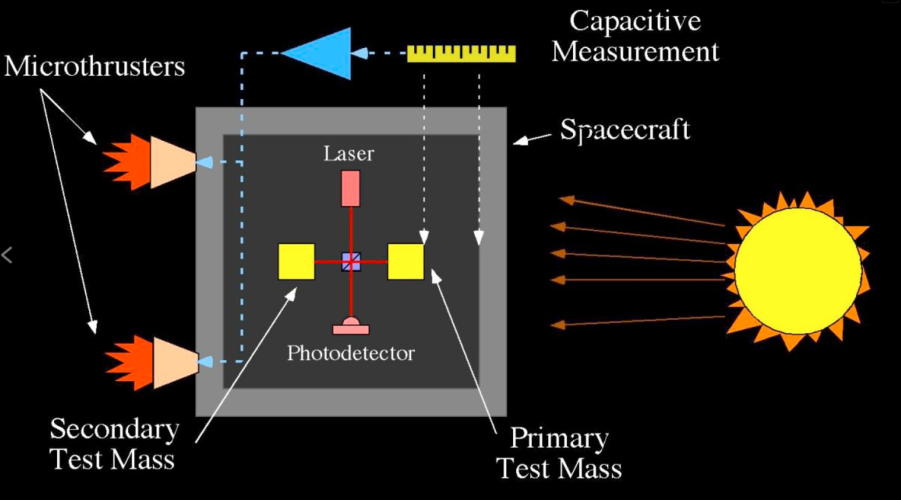 Capacitive
Measurement
Microthrusters
Spacecraft
Laser
Photodetector
Secondary
Test Mass
Primary
Test Mass